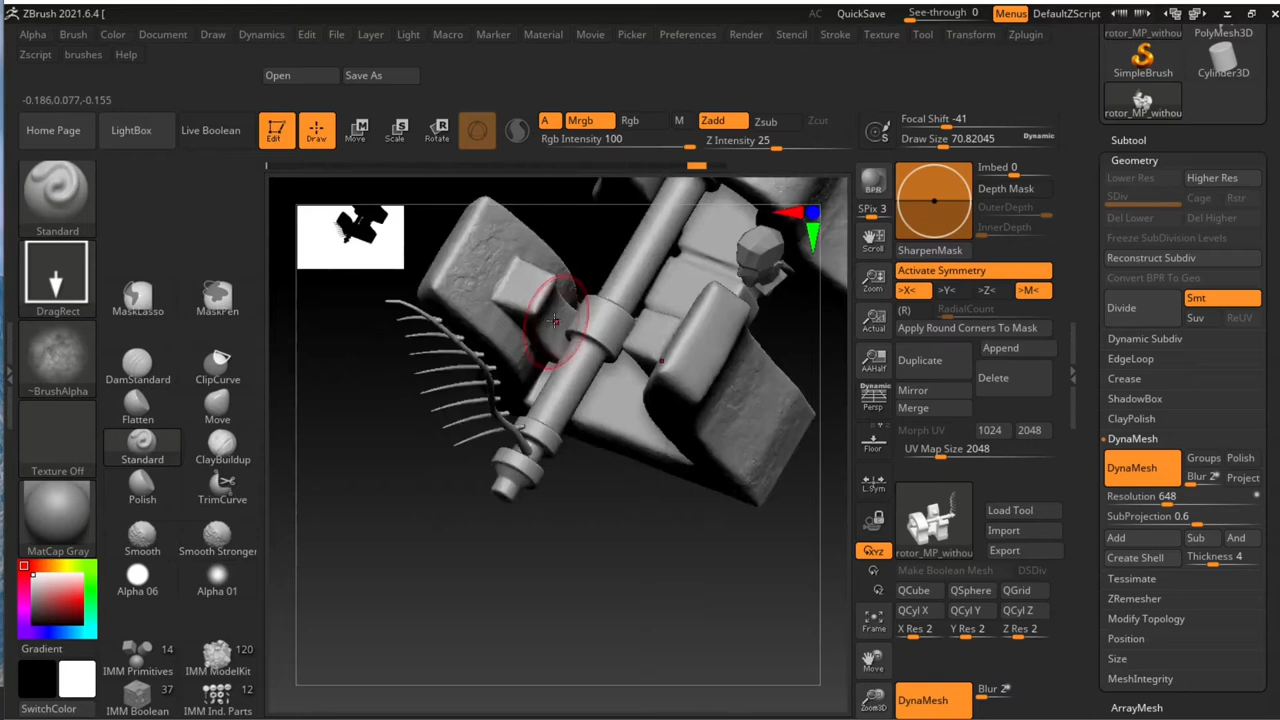 ZBrush 2021.6.4 [
AC QuickSave See-through 0 Menus DefaultZScript
Alpha Brush Color Document Draw Dynamics Edit File Layer Light Macro Marker Material Movie Picker Preferences Render Stencil Stroke Texture Tool Transform Zplugin
Zscript brushes Help
Open Save As
-0.186,0.077,-0.155
Home Page LightBox Live Boolean
Edit Draw Move Scale Rotate
A Mrgb Rgb M Zadd Zsub Zcut
Rgb Intensity 100 Z Intensity 25
Focal Shift -41
Draw Size 70.82045 Dynamic
Standard
DragRect
~BrushAlpha
Texture Off
MatCap Gray
Gradient
SwitchColor
MaskLasso MaskPen
DamStandard ClipCurve
Flatten Move
Standard ClayBuildup
Polish TrimCurve
Smooth Smooth Stronger
Alpha 06 Alpha 01
14 120
IMM Primitives IMM ModelKit
37 12
IMM Boolean IMM Ind. Parts
BPR
SPix 3
Scroll
Zoom
Actual
AAHalf
Dynamic
Persp
Floor
L.Sym
XYZ
Frame
Move
Zoom3D
Imbed 0
Depth Mask
OuterDepth
InnerDepth
SharpenMask
Activate Symmetry
>X< >Y< >Z< >M<
(R) RadialCount
Apply Round Corners To Mask
Duplicate Append
Mirror Delete
Merge
Morph UV 1024 2048
UV Map Size 2048
rotor_MP_withou
Load Tool
Import
Export
Make Boolean Mesh DSDiv
QCube QSphere QGrid
QCyl X QCyl Y QCyl Z
X Res 2 Y Res 2 Z Res 2
DynaMesh Blur 2
rotor_MP_withou PolyMesh3D
SimpleBrush Cylinder3D
rotor_MP_withou
Subtool
Geometry
Lower Res Higher Res
SDiv Cage Rstr
Del Lower Del Higher
Freeze SubDivision Levels
Reconstruct Subdiv
Convert BPR To Geo
Divide Smt
Suv ReUV
Dynamic Subdiv
EdgeLoop
Crease
ShadowBox
ClayPolish
DynaMesh
DynaMesh Groups Polish
Blur 2 Project
Resolution 648
SubProjection 0.6
Add Sub And
Create Shell Thickness 4
Tessimate
ZRemesher
Modify Topology
Position
Size
MeshIntegrity
ArrayMesh